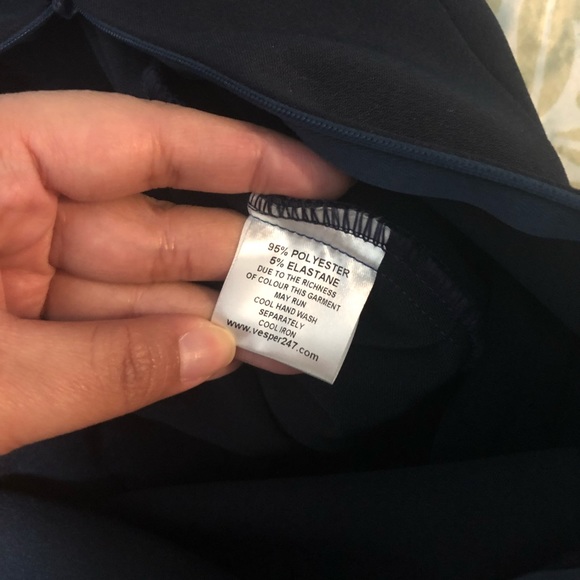 95% POLYESTER
5% ELASTANE
DUE TO THE RICHNESS
OF COLOUR THIS GARMENT
MAY RUN
COOL HAND WASH
SEPARATELY
COOL IRON
www.vesper247.com